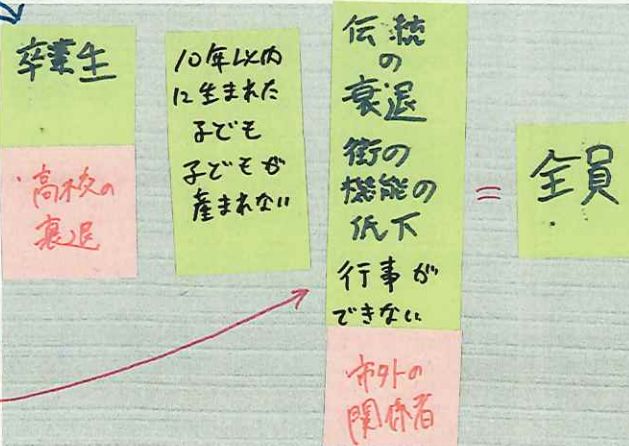 卒業生
高校の
衰退
10年以内
に生まれた
子ども
子どもが
産まれない
伝統
の
衰退
街の
機能の
低下
行事が
できない
市外の
関係者
=
全員